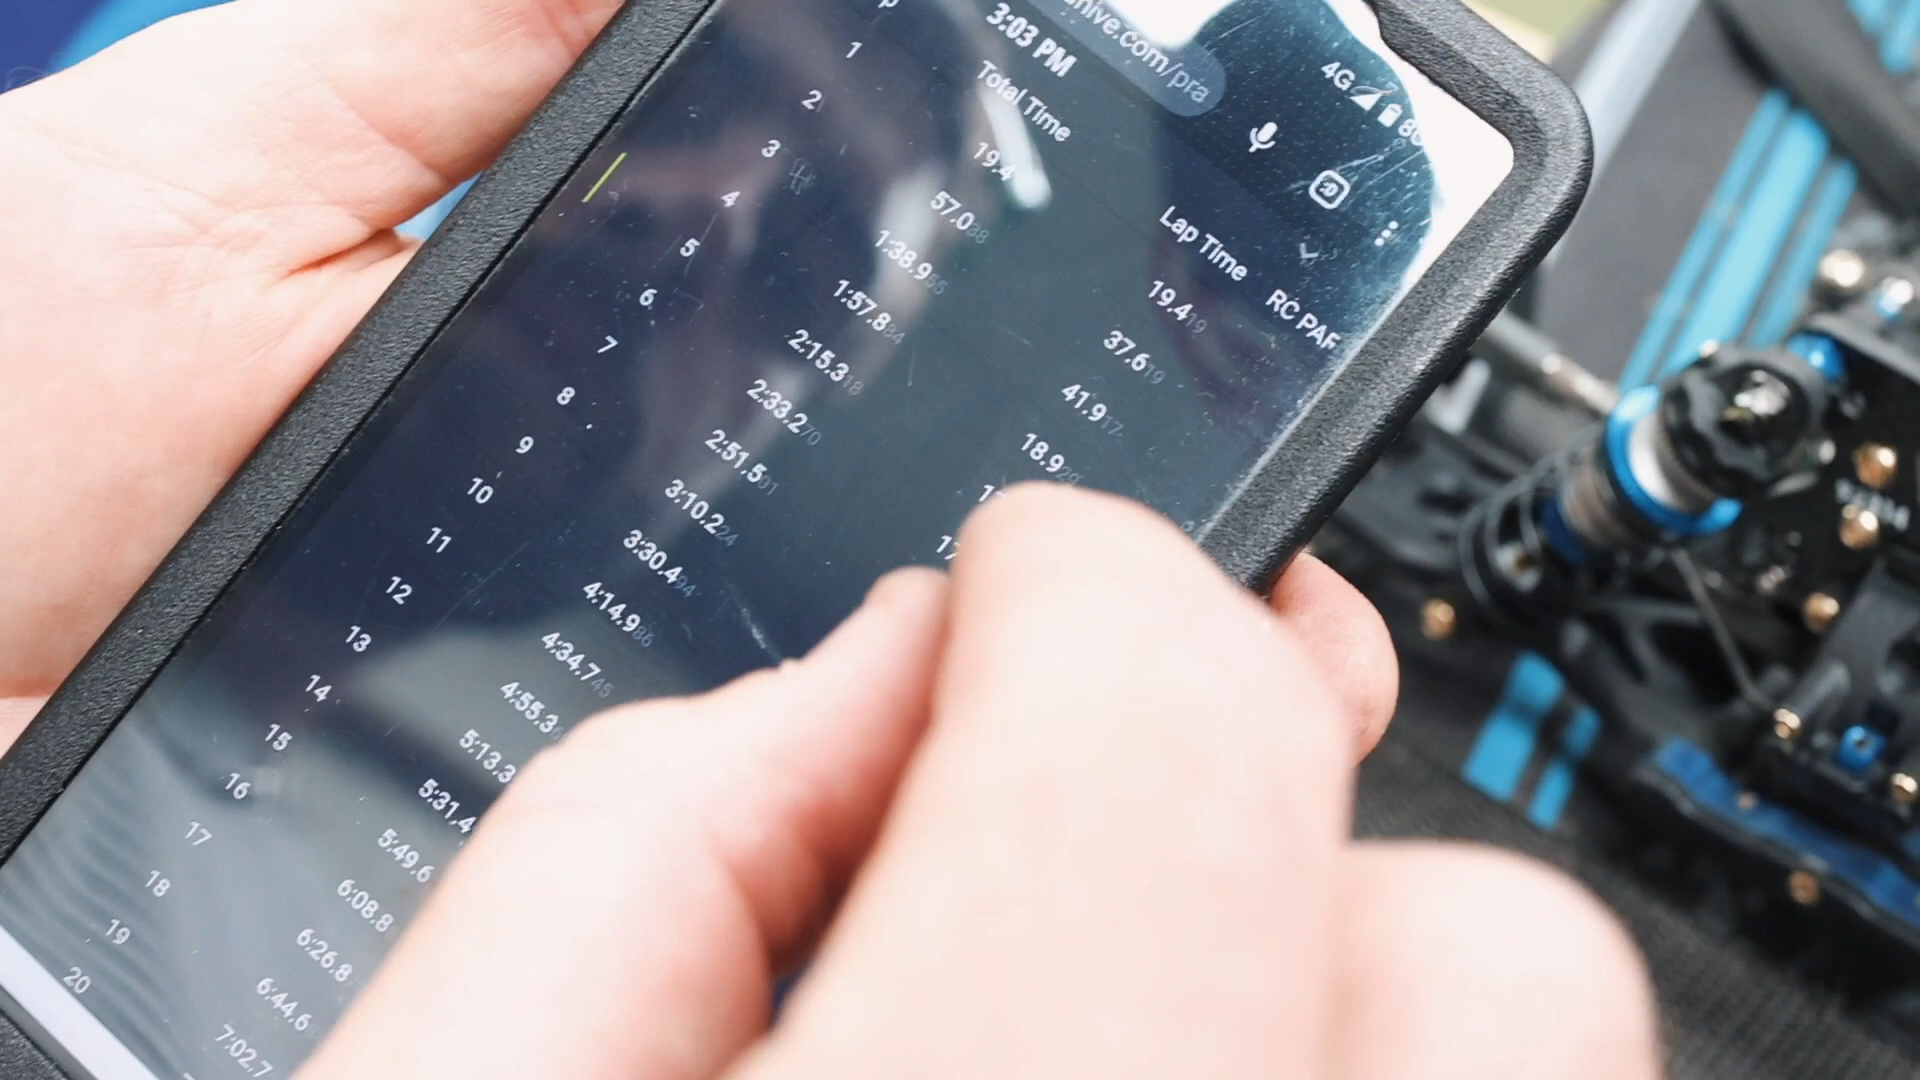 3:03 PM 4G
hive.com/pra
RC PAR
Total Time Lap Time
1 19.4 19.419
2 57.038 37.619
3 1:38.955 41.917
4 1:57.884 18.929
5 2:15.318
6 2:33.270
7 2:51.501
8 3:10.224
9 3:30.494
10 4:14.986
11 4:34.745
12 4:55.3
13 5:13.3
14 5:31.4
15 5:49.6
16 6:08.8
17 6:26.8
18 6:44.6
19 7:02.7
20